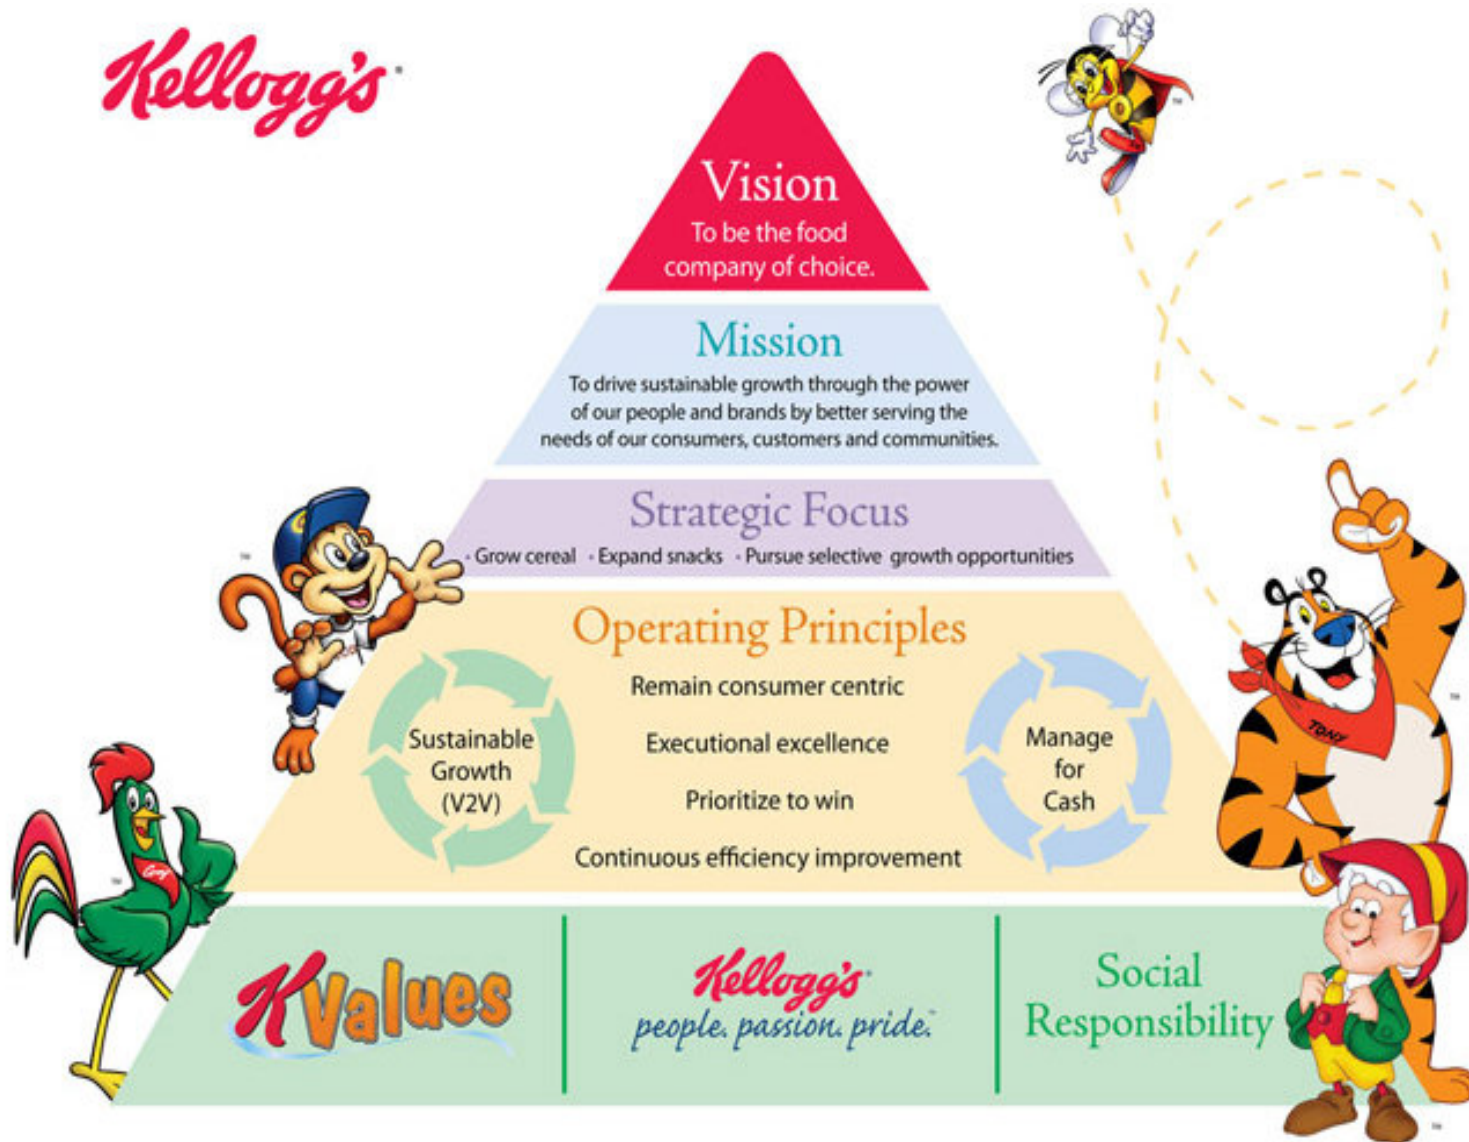 Kellogg's
Vision
To be the food
company of choice.
Mission
To drive sustainable growth through the power
of our people and brands by better serving the
needs of our consumers, customers and communities.
Strategic Focus
· Grow cereal · Expand snacks · Pursue selective growth opportunities
Operating Principles
Remain consumer centric
Executional excellence
Prioritize to win
Continuous efficiency improvement
Sustainable
Growth
(V2V)
Manage
for
Cash
TONY
K Values
Kellogg's
people. passion. pride.™
Social
Responsibility